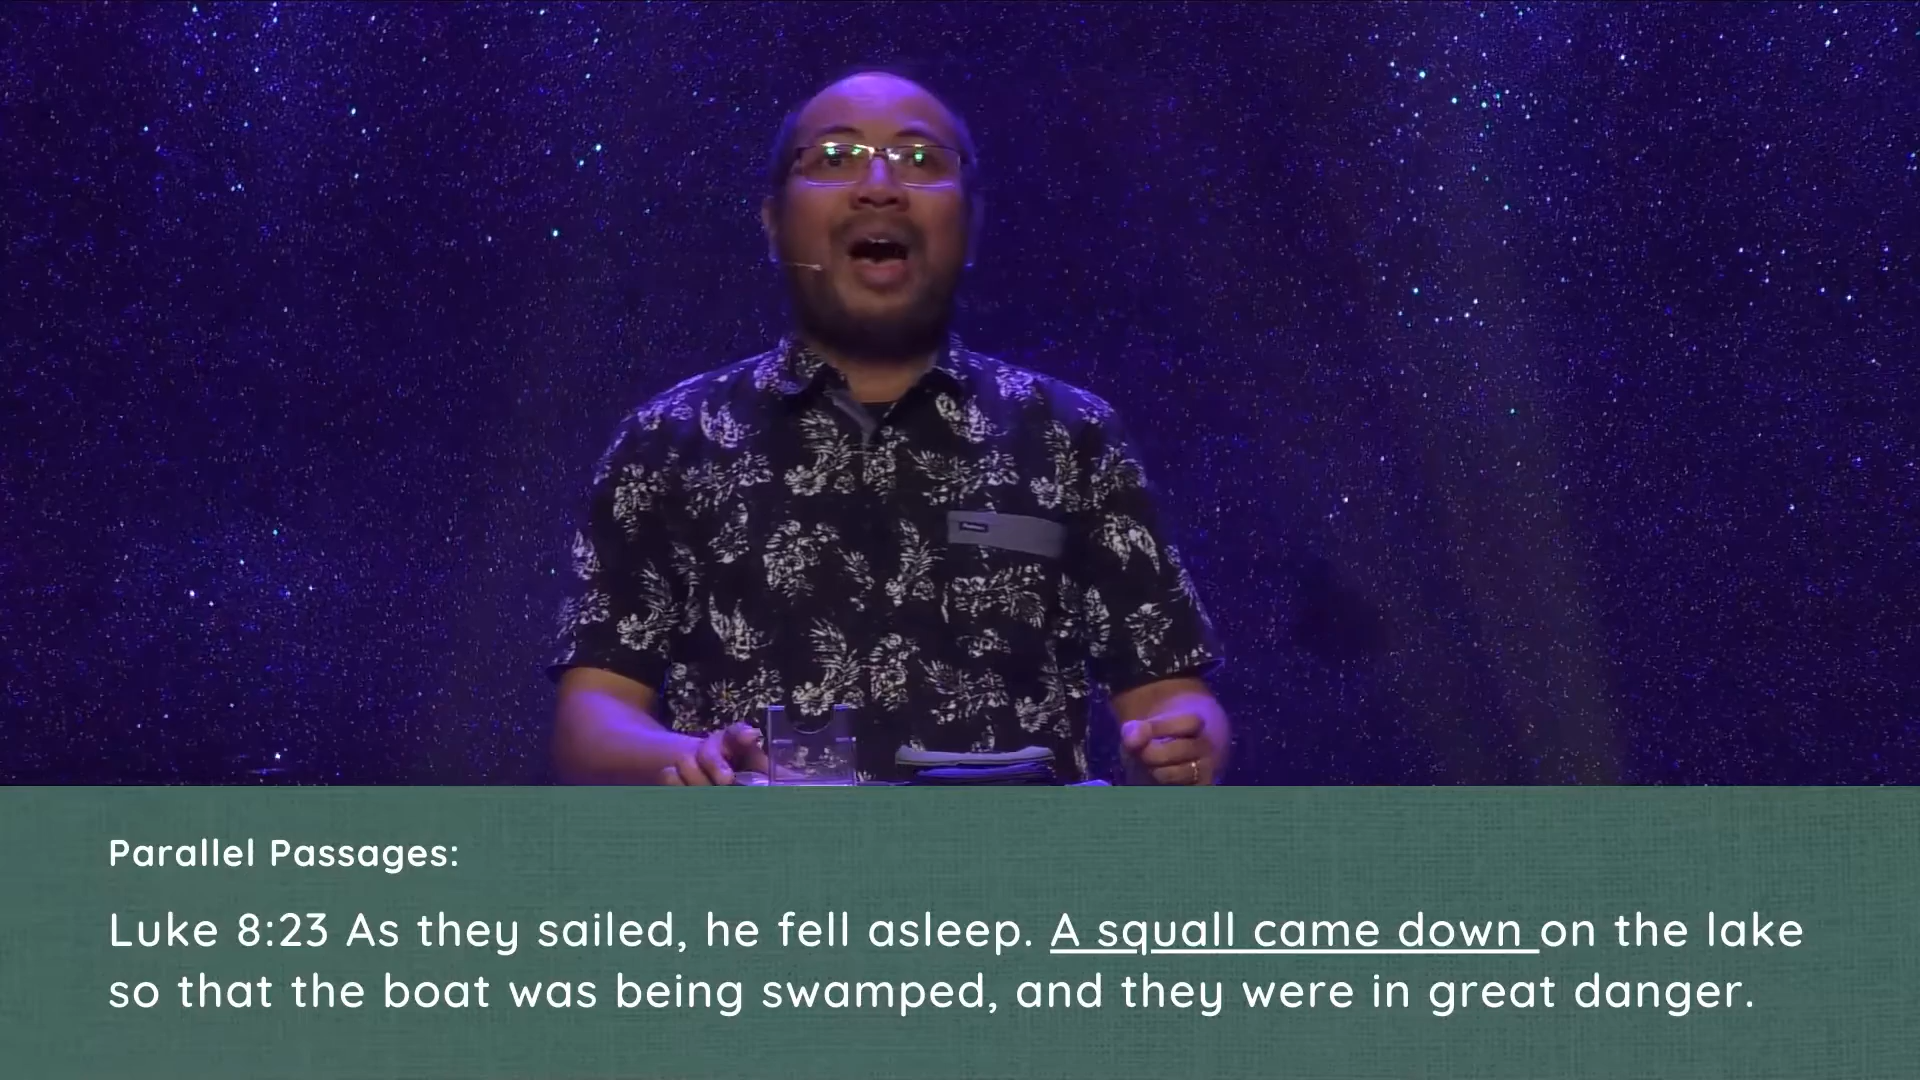 Parallel Passages:
Luke 8:23 As they sailed, he fell asleep. A squall came down on the lake
so that the boat was being swamped, and they were in great danger.